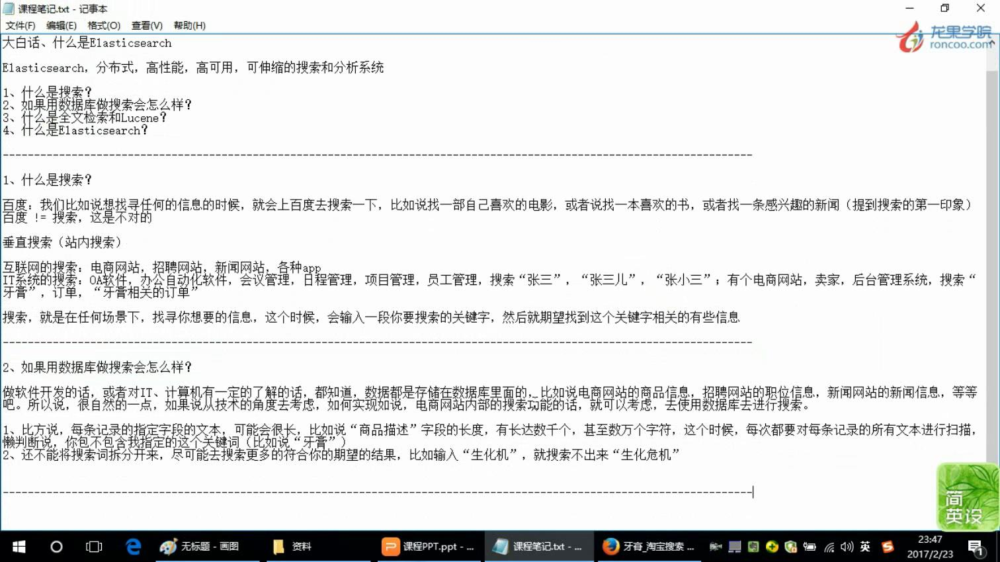 课程笔记.txt - 记事本
文件(F) 编辑(E) 格式(O) 查看(V) 帮助(H)
龙果学院
roncoo.com
大白话、什么是Elasticsearch
Elasticsearch，分布式，高性能，高可用，可伸缩的搜索和分析系统
1、什么是搜索？
2、如果用数据库做搜索会怎么样？
3、什么是全文检索和Lucene？
4、什么是Elasticsearch？
------------------------------------------------------------------------------------------------------------------------
1、什么是搜索？
百度：我们比如说想找寻任何的信息的时候，就会上百度去搜索一下，比如说找一部自己喜欢的电影，或者说找一本喜欢的书，或者找一条感兴趣的新闻（提到搜索的第一印象）
百度 != 搜索，这是不对的
垂直搜索（站内搜索）
互联网的搜索：电商网站，招聘网站，新闻网站，各种app
IT系统的搜索：OA软件，办公自动化软件，会议管理，日程管理，项目管理，员工管理，搜索“张三”，“张三儿”，“张小三”；有个电商网站，卖家，后台管理系统，搜索“
牙膏”，订单，“牙膏相关的订单”
搜索，就是在任何场景下，找寻你想要的信息，这个时候，会输入一段你要搜索的关键字，然后就期望找到这个关键字相关的有些信息
------------------------------------------------------------------------------------------------------------------------
2、如果用数据库做搜索会怎么样？
做软件开发的话，或者对IT、计算机有一定的了解的话，都知道，数据都是存储在数据库里面的，比如说电商网站的商品信息，招聘网站的职位信息，新闻网站的新闻信息，等等
吧。所以说，很自然的一点，如果说从技术的角度去考虑，如何实现如说，电商网站内部的搜索功能的话，就可以考虑，去使用数据库去进行搜索。
1、比方说，每条记录的指定字段的文本，可能会很长，比如说“商品描述”字段的长度，有长达数千个，甚至数万个字符，这个时候，每次都要对每条记录的所有文本进行扫描，
懒判断说，你包不包含我指定的这个关键词（比如说“牙膏”）
2、还不能将搜索词拆分开来，尽可能去搜索更多的符合你的期望的结果，比如输入“生化机”，就搜索不出来“生化危机”
------------------------------------------------------------------------------------------------------------------------
简
英设
无标题 - 画图 资料 课程PPT.ppt - ... 课程笔记.txt - ... 牙膏_淘宝搜索 ... 英 23:47
2017/2/23 1